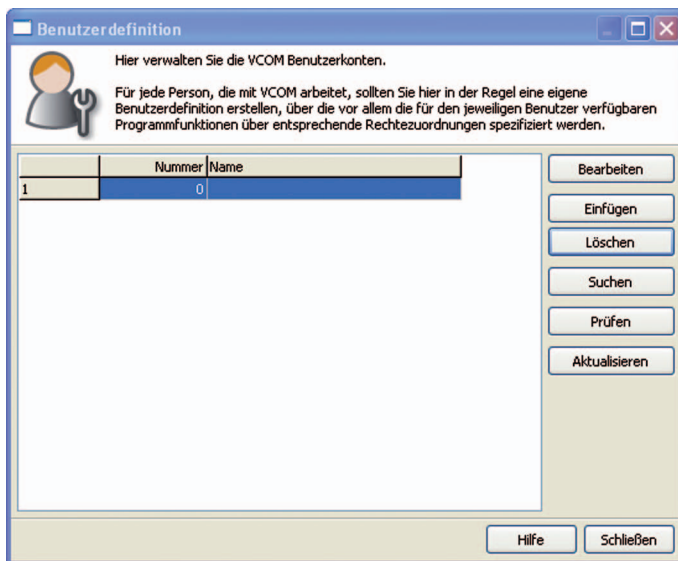 Benutzerdefinition
Hier verwalten Sie die VCOM Benutzerkonten.
Für jede Person, die mit VCOM arbeitet, sollten Sie hier in der Regel eine eigene
Benutzerdefinition erstellen, über die vor allem die für den jeweiligen Benutzer verfügbaren
Programmfunktionen über entsprechende Rechtezuordnungen spezifiziert werden.
Nummer Name
1 0
Bearbeiten
Einfügen
Löschen
Suchen
Prüfen
Aktualisieren
Hilfe Schließen